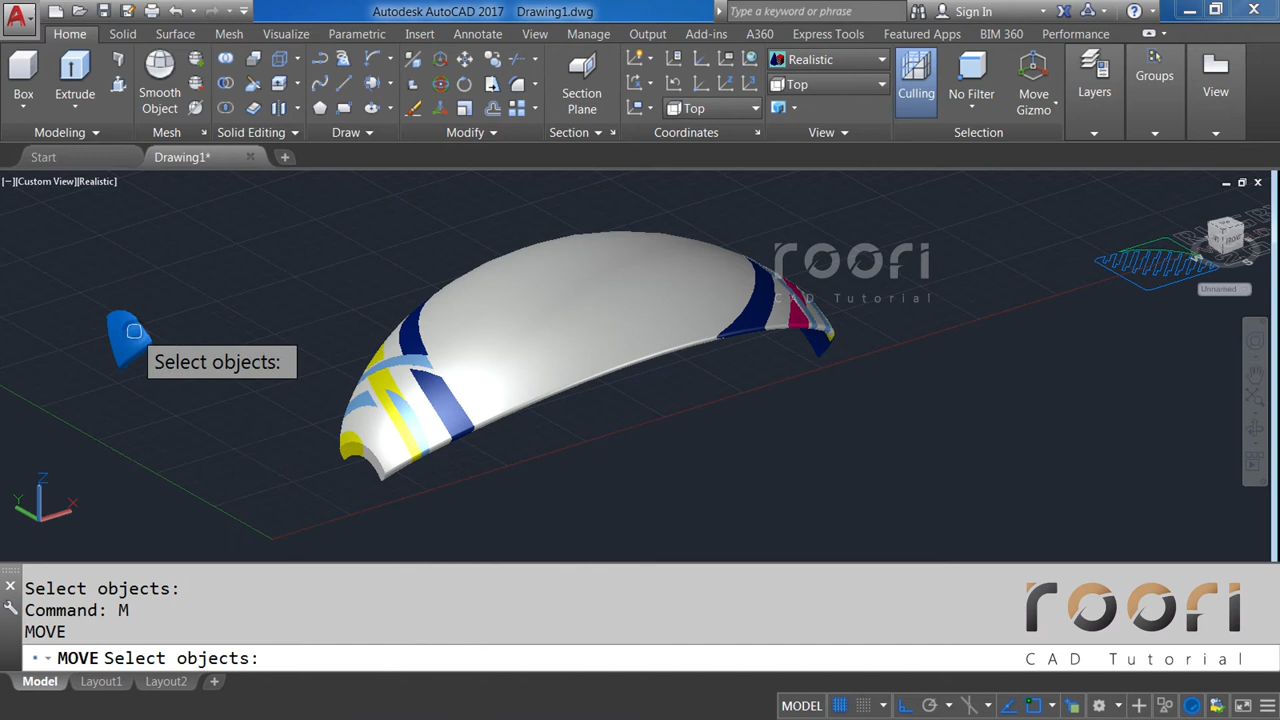 Autodesk AutoCAD 2017 Drawing1.dwg
Type a keyword or phrase
Sign In
Home Solid Surface Mesh Visualize Parametric Insert Annotate View Manage Output Add-ins A360 Express Tools Featured Apps BIM 360 Performance
Box
Extrude
Smooth
Object
Section
Plane
Realistic
Top
Top
Culling
No Filter
Move
Gizmo
Layers
Groups
View
Modeling
Mesh
Solid Editing
Draw
Modify
Section
Coordinates
View
Selection
Start
Drawing1*
[−][Custom View][Realistic]
roori
CAD Tutorial
FRONT
Unnamed
Select objects:
Z
Y
X
Select objects:
Command: M
MOVE
MOVE Select objects:
roori
CAD Tutorial
Model Layout1 Layout2
MODEL